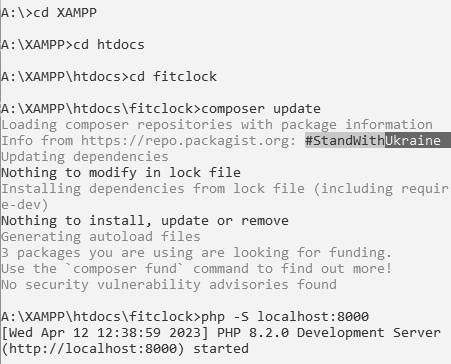 A:\>cd XAMPP
A:\XAMPP>cd htdocs
A:\XAMPP\htdocs>cd fitclock
A:\XAMPP\htdocs\fitclock>composer update
Loading composer repositories with package information
Info from https://repo.packagist.org: #StandWithUkraine
Updating dependencies
Nothing to modify in lock file
Installing dependencies from lock file (including requir
e-dev)
Nothing to install, update or remove
Generating autoload files
3 packages you are using are looking for funding.
Use the `composer fund` command to find out more!
No security vulnerability advisories found
A:\XAMPP\htdocs\fitclock>php -S localhost:8000
[Wed Apr 12 12:38:59 2023] PHP 8.2.0 Development Server
(http://localhost:8000) started